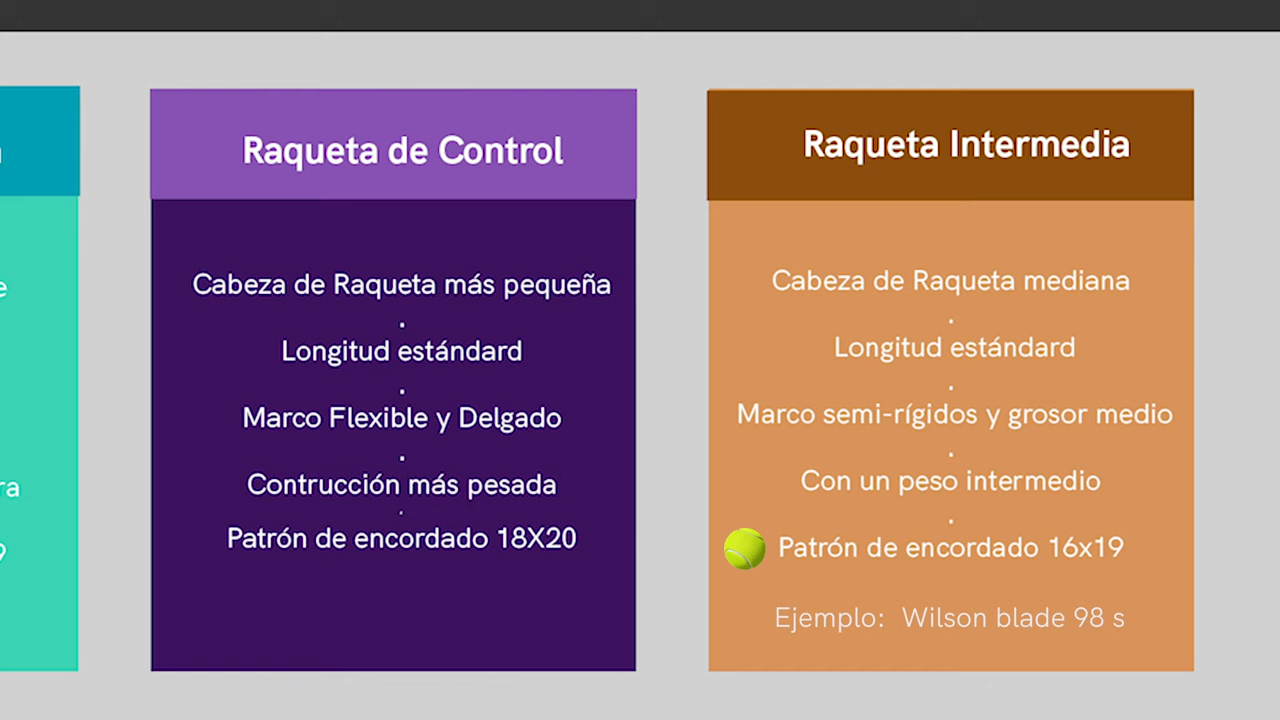 Raqueta de Control
Cabeza de Raqueta más pequeña
.
Longitud estándard
.
Marco Flexible y Delgado
.
Contrucción más pesada
.
Patrón de encordado 18X20
Raqueta Intermedia
Cabeza de Raqueta mediana
.
Longitud estándard
.
Marco semi-rígidos y grosor medio
.
Con un peso intermedio
.
Patrón de encordado 16x19
Ejemplo: Wilson blade 98 s